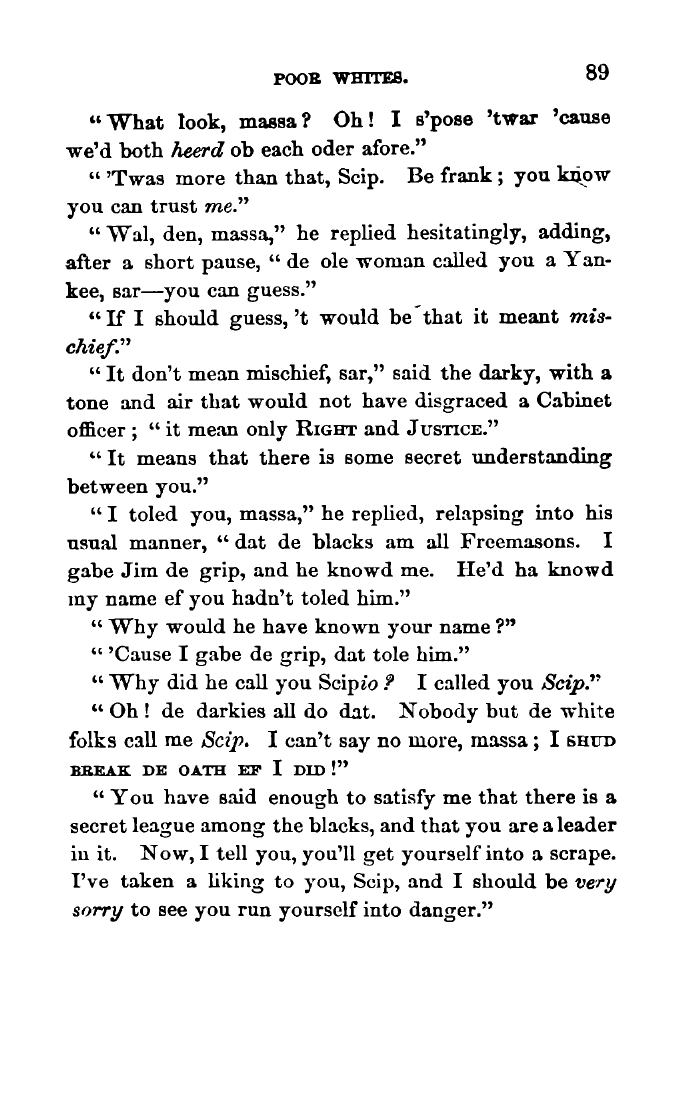 POOR WHITES. 89
“What look, massa? Oh! I s’pose ’twar ’cause
we’d both heerd ob each oder afore.”
“’Twas more than that, Scip. Be frank; you know
you can trust me.”
“Wal, den, massa,” he replied hesitatingly, adding,
after a short pause, “de ole woman called you a Yan-
kee, sar—you can guess.”
“If I should guess, ’t would be that it meant mis-
chief.”
“It don’t mean mischief, sar,” said the darky, with a
tone and air that would not have disgraced a Cabinet
officer; “it mean only RIGHT and JUSTICE.”
“It means that there is some secret understanding
between you.”
“I toled you, massa,” he replied, relapsing into his
usual manner, “dat de blacks am all Freemasons. I
gabe Jim de grip, and he knowd me. He’d ha knowd
my name ef you hadn’t toled him.”
“Why would he have known your name?”
“’Cause I gabe de grip, dat tole him.”
“Why did he call you Scipio? I called you Scip.”
“Oh! de darkies all do dat. Nobody but de white
folks call me Scip. I can’t say no more, massa; I SHUD
BREAK DE OATH EF I DID!”
“You have said enough to satisfy me that there is a
secret league among the blacks, and that you are a leader
in it. Now, I tell you, you’ll get yourself into a scrape.
I’ve taken a liking to you, Scip, and I should be very
sorry to see you run yourself into danger.”